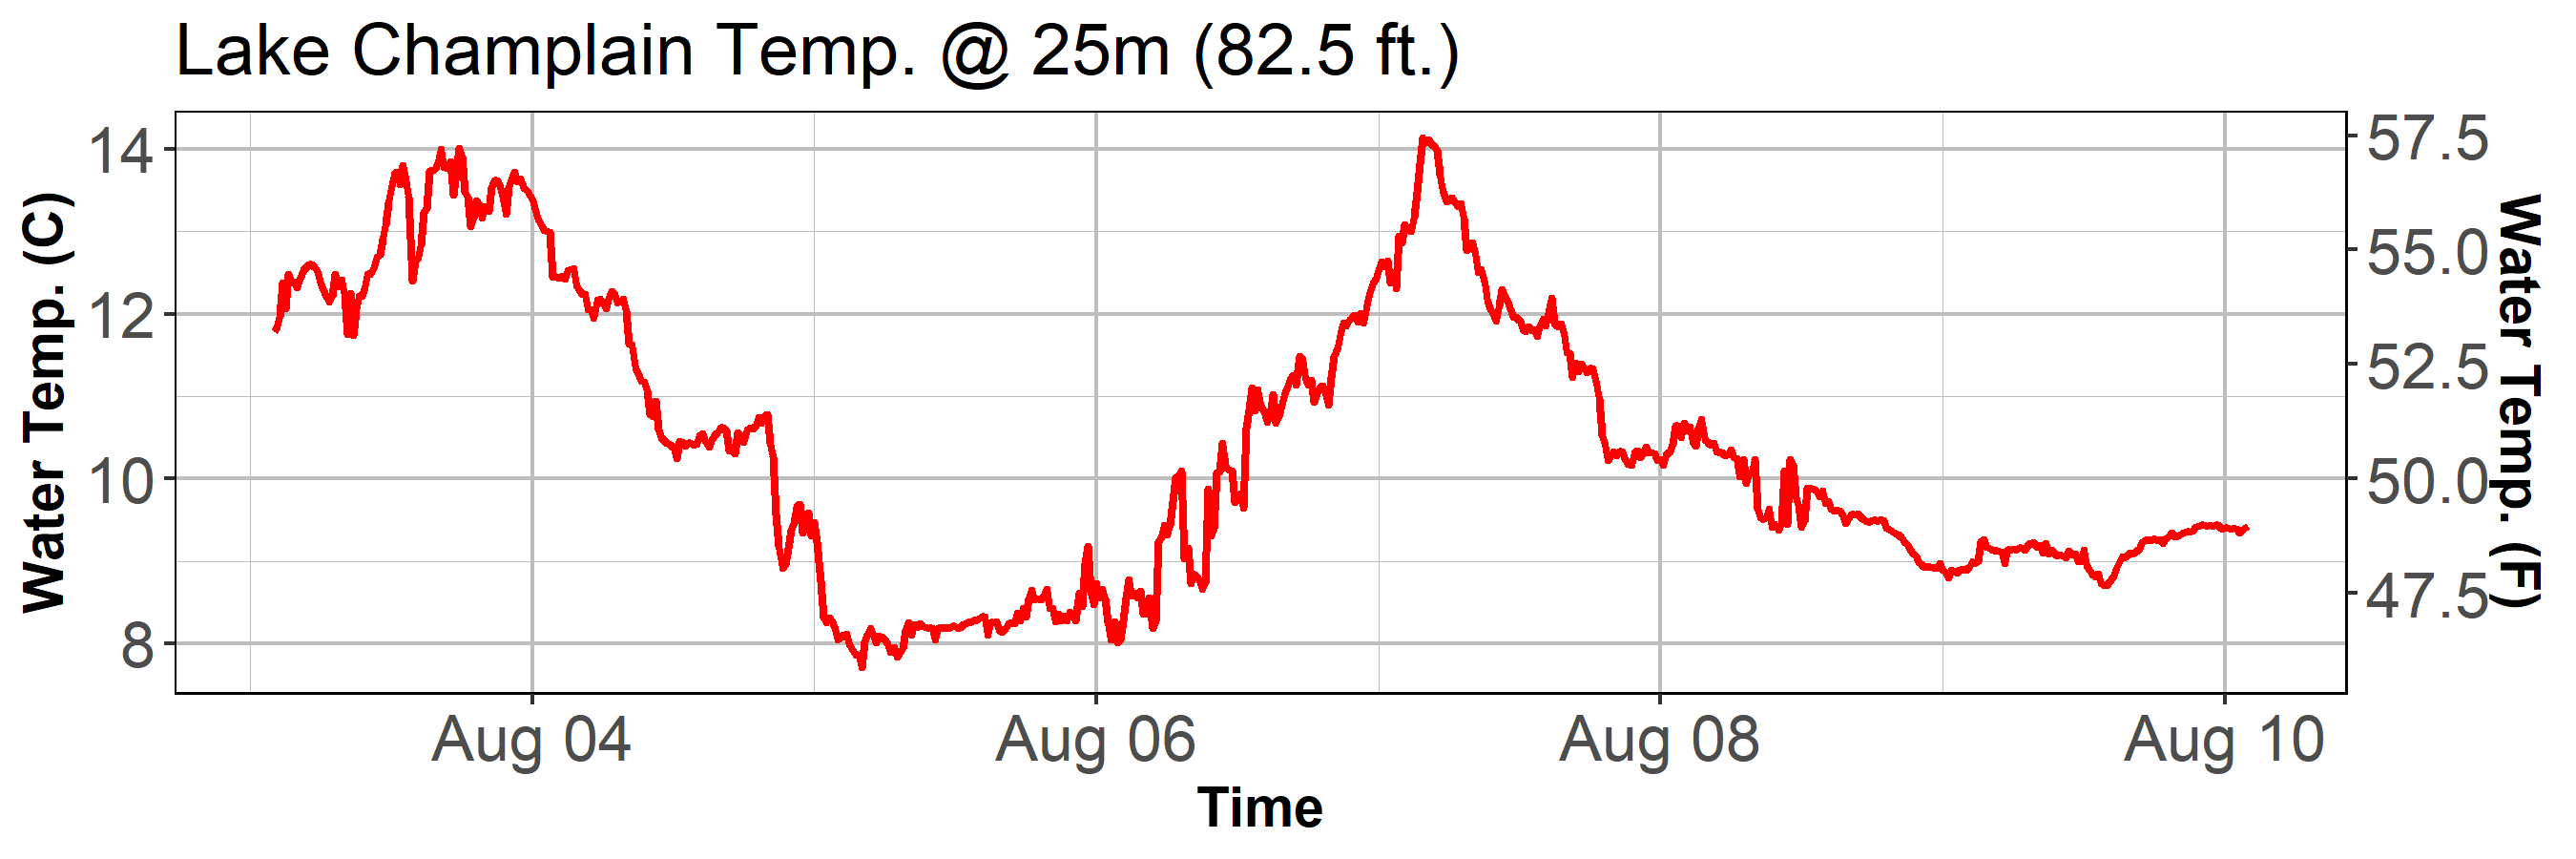 Lake Champlain Temp. @ 25m (82.5 ft.)
Water Temp. (C)
14
12
10
8
57.5
55.0
52.5
50.0
47.5
Water Temp. (F)
Aug 04 Aug 06 Aug 08 Aug 10
Time